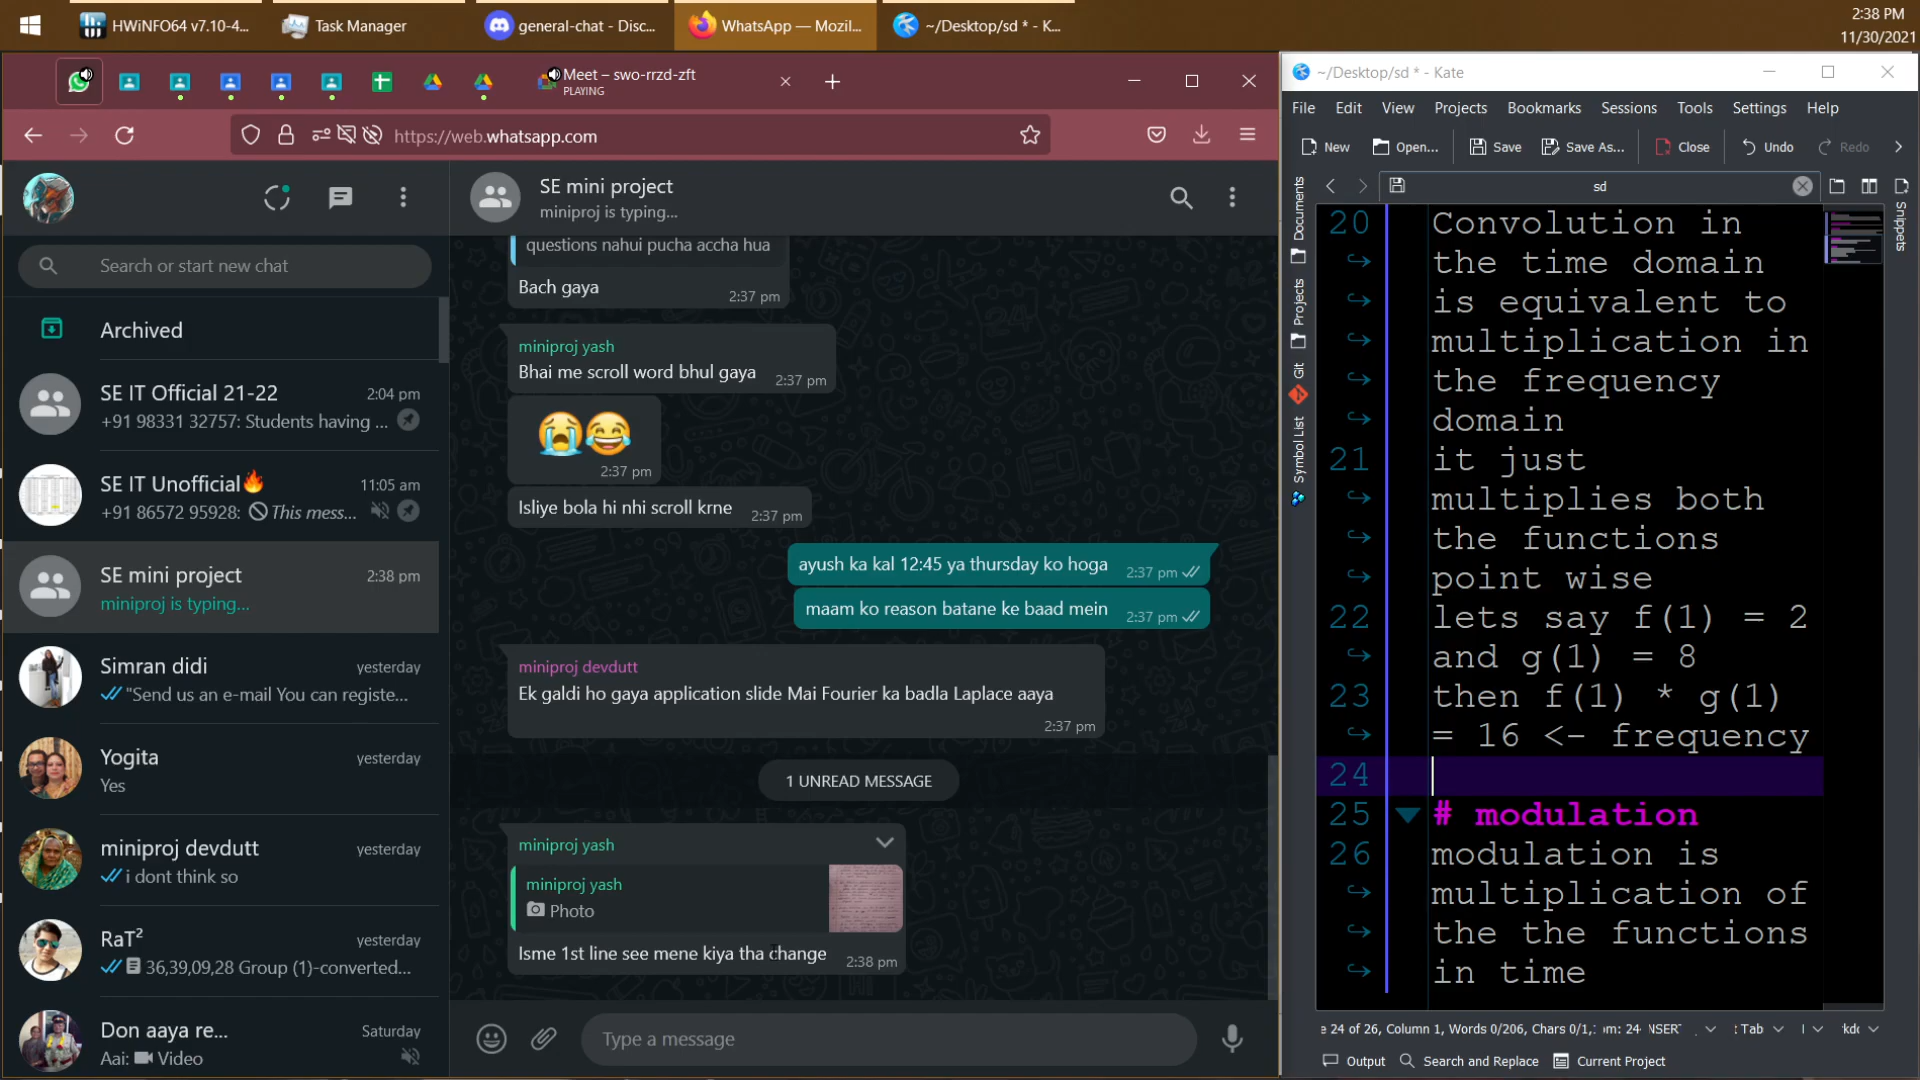 HWiNFO64 v7.10-4...
Task Manager
general-chat - Disc...
WhatsApp — Mozil...
~/Desktop/sd * - K...
2:38 PM
11/30/2021
Meet – swo-rrzd-zft
PLAYING
https://web.whatsapp.com
SE mini project
miniproj is typing...
Search or start new chat
Archived
SE IT Official 21-22
2:04 pm
+91 98331 32757: Students having ...
SE IT Unofficial🔥
11:05 am
+91 86572 95928: This mess...
SE mini project
2:38 pm
miniproj is typing...
Simran didi
yesterday
"Send us an e-mail You can registe...
Yogita
yesterday
Yes
miniproj devdutt
yesterday
i dont think so
RaT²
yesterday
36,39,09,28 Group (1)-converted...
Don aaya re...
Saturday
Aai: Video
questions nahui pucha accha hua
Bach gaya
2:37 pm
miniproj yash
Bhai me scroll word bhul gaya
2:37 pm
😭😂
2:37 pm
Isliye bola hi nhi scroll krne
2:37 pm
ayush ka kal 12:45 ya thursday ko hoga
2:37 pm
maam ko reason batane ke baad mein
2:37 pm
miniproj devdutt
Ek galdi ho gaya application slide Mai Fourier ka badla Laplace aaya
2:37 pm
1 UNREAD MESSAGE
miniproj yash
miniproj yash
Photo
Isme 1st line see mene kiya tha change
2:38 pm
Type a message
~/Desktop/sd * - Kate
File Edit View Projects Bookmarks Sessions Tools Settings Help
New Open... Save Save As... Close Undo Redo
sd
Documents
Projects
Git
Symbol List
Snippets
20 Convolution in
the time domain
is equivalent to
multiplication in
the frequency
domain
21 it just
multiplies both
the functions
point wise
22 lets say f(1) = 2
and g(1) = 8
23 then f(1) * g(1)
= 16 <- frequency
24
25 # modulation
26 modulation is
multiplication of
the the functions
in time
e 24 of 26, Column 1, Words 0/206, Chars 0/1, INSER Tab
Output Search and Replace Current Project